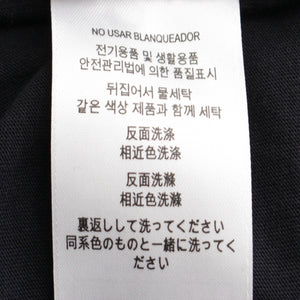 NO USAR BLANQUEADOR
전기용품 및 생활용품
안전관리법에 의한 품질표시
뒤집어서 물세탁
같은 색상 제품과 함께 세탁
反面洗涤
相近色洗涤
反面洗滌
相近色洗滌
裏返しして洗ってください
同系色のものと一緒に洗ってください